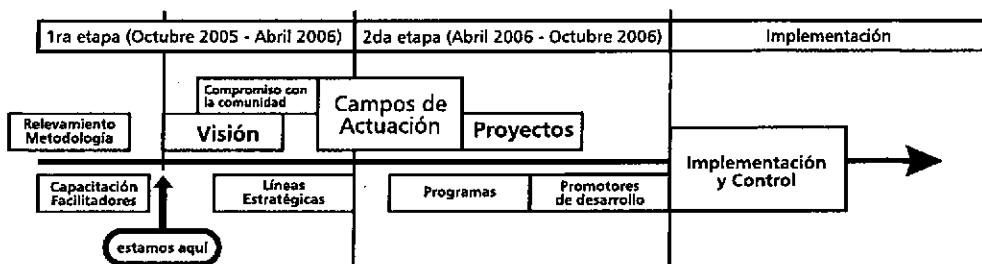 1ra etapa (Octubre 2005 - Abril 2006)
2da etapa (Abril 2006 - Octubre 2006)
Implementación
Compromiso con
la comunidad
Campos de
Actuación
Relevamiento
Metodología
Visión
Proyectos
Implementación
y Control
Capacitación
Facilitadores
Líneas
Estratégicas
Programas
Promotores
de desarrollo
estamos aquí